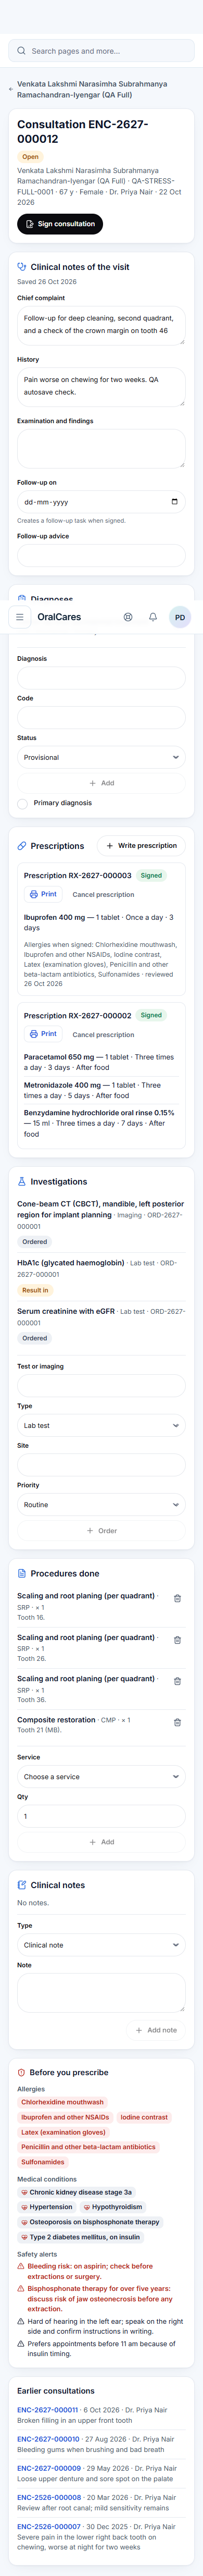 Search pages and more...
Venkata Lakshmi Narasimha Subrahmanya
Ramachandran-Iyengar (QA Full)
Consultation ENC-2627-
000012
Open
Venkata Lakshmi Narasimha Subrahmanya
Ramachandran-Iyengar (QA Full) · QA-STRESS-
FULL-0001 · 67 y · Female · Dr. Priya Nair · 22 Oct
2026
Sign consultation
Clinical notes of the visit
Saved 26 Oct 2026
Chief complaint
Follow-up for deep cleaning, second quadrant,
and a check of the crown margin on tooth 46
History
Pain worse on chewing for two weeks. QA
autosave check.
Examination and findings
Follow-up on
dd-mm-yyyy
Creates a follow-up task when signed.
Follow-up advice
Diagnoses
OralCares
PD
Diagnosis
Code
Status
Provisional
Add
Primary diagnosis
Prescriptions
Write prescription
Prescription RX-2627-000003 Signed
Print Cancel prescription
Ibuprofen 400 mg — 1 tablet · Once a day · 3
days
Allergies when signed: Chlorhexidine mouthwash,
Ibuprofen and other NSAIDs, Iodine contrast,
Latex (examination gloves), Penicillin and other
beta-lactam antibiotics, Sulfonamides · reviewed
26 Oct 2026
Prescription RX-2627-000002 Signed
Print Cancel prescription
Paracetamol 650 mg — 1 tablet · Three times
a day · 3 days · After food
Metronidazole 400 mg — 1 tablet · Three
times a day · 5 days · After food
Benzydamine hydrochloride oral rinse 0.15%
— 15 ml · Three times a day · 7 days · After
food
Investigations
Cone-beam CT (CBCT), mandible, left posterior
region for implant planning · Imaging · ORD-2627-
000001
Ordered
HbA1c (glycated haemoglobin) · Lab test · ORD-
2627-000001
Result in
Serum creatinine with eGFR · Lab test · ORD-2627-
000001
Ordered
Test or imaging
Type
Lab test
Site
Priority
Routine
Order
Procedures done
Scaling and root planing (per quadrant) ·
SRP · × 1
Tooth 16.
Scaling and root planing (per quadrant) ·
SRP · × 1
Tooth 26.
Scaling and root planing (per quadrant) ·
SRP · × 1
Tooth 36.
Composite restoration · CMP · × 1
Tooth 21 (MB).
Service
Choose a service
Qty
1
Add
Clinical notes
No notes.
Type
Clinical note
Note
Add note
Before you prescribe
Allergies
Chlorhexidine mouthwash
Ibuprofen and other NSAIDs Iodine contrast
Latex (examination gloves)
Penicillin and other beta-lactam antibiotics
Sulfonamides
Medical conditions
Chronic kidney disease stage 3a
Hypertension Hypothyroidism
Osteoporosis on bisphosphonate therapy
Type 2 diabetes mellitus, on insulin
Safety alerts
Bleeding risk: on aspirin; check before
extractions or surgery.
Bisphosphonate therapy for over five years:
discuss risk of jaw osteonecrosis before any
extraction.
Hard of hearing in the left ear; speak on the right
side and confirm instructions in writing.
Prefers appointments before 11 am because of
insulin timing.
Earlier consultations
ENC-2627-000011 · 6 Oct 2026 · Dr. Priya Nair
Broken filling in an upper front tooth
ENC-2627-000010 · 27 Aug 2026 · Dr. Priya Nair
Bleeding gums when brushing and bad breath
ENC-2627-000009 · 29 May 2026 · Dr. Priya Nair
Loose upper denture and sore spot on the palate
ENC-2526-000008 · 20 Mar 2026 · Dr. Priya Nair
Review after root canal; mild sensitivity remains
ENC-2526-000007 · 30 Dec 2025 · Dr. Priya Nair
Severe pain in the lower right back tooth on
chewing, worse at night for two weeks